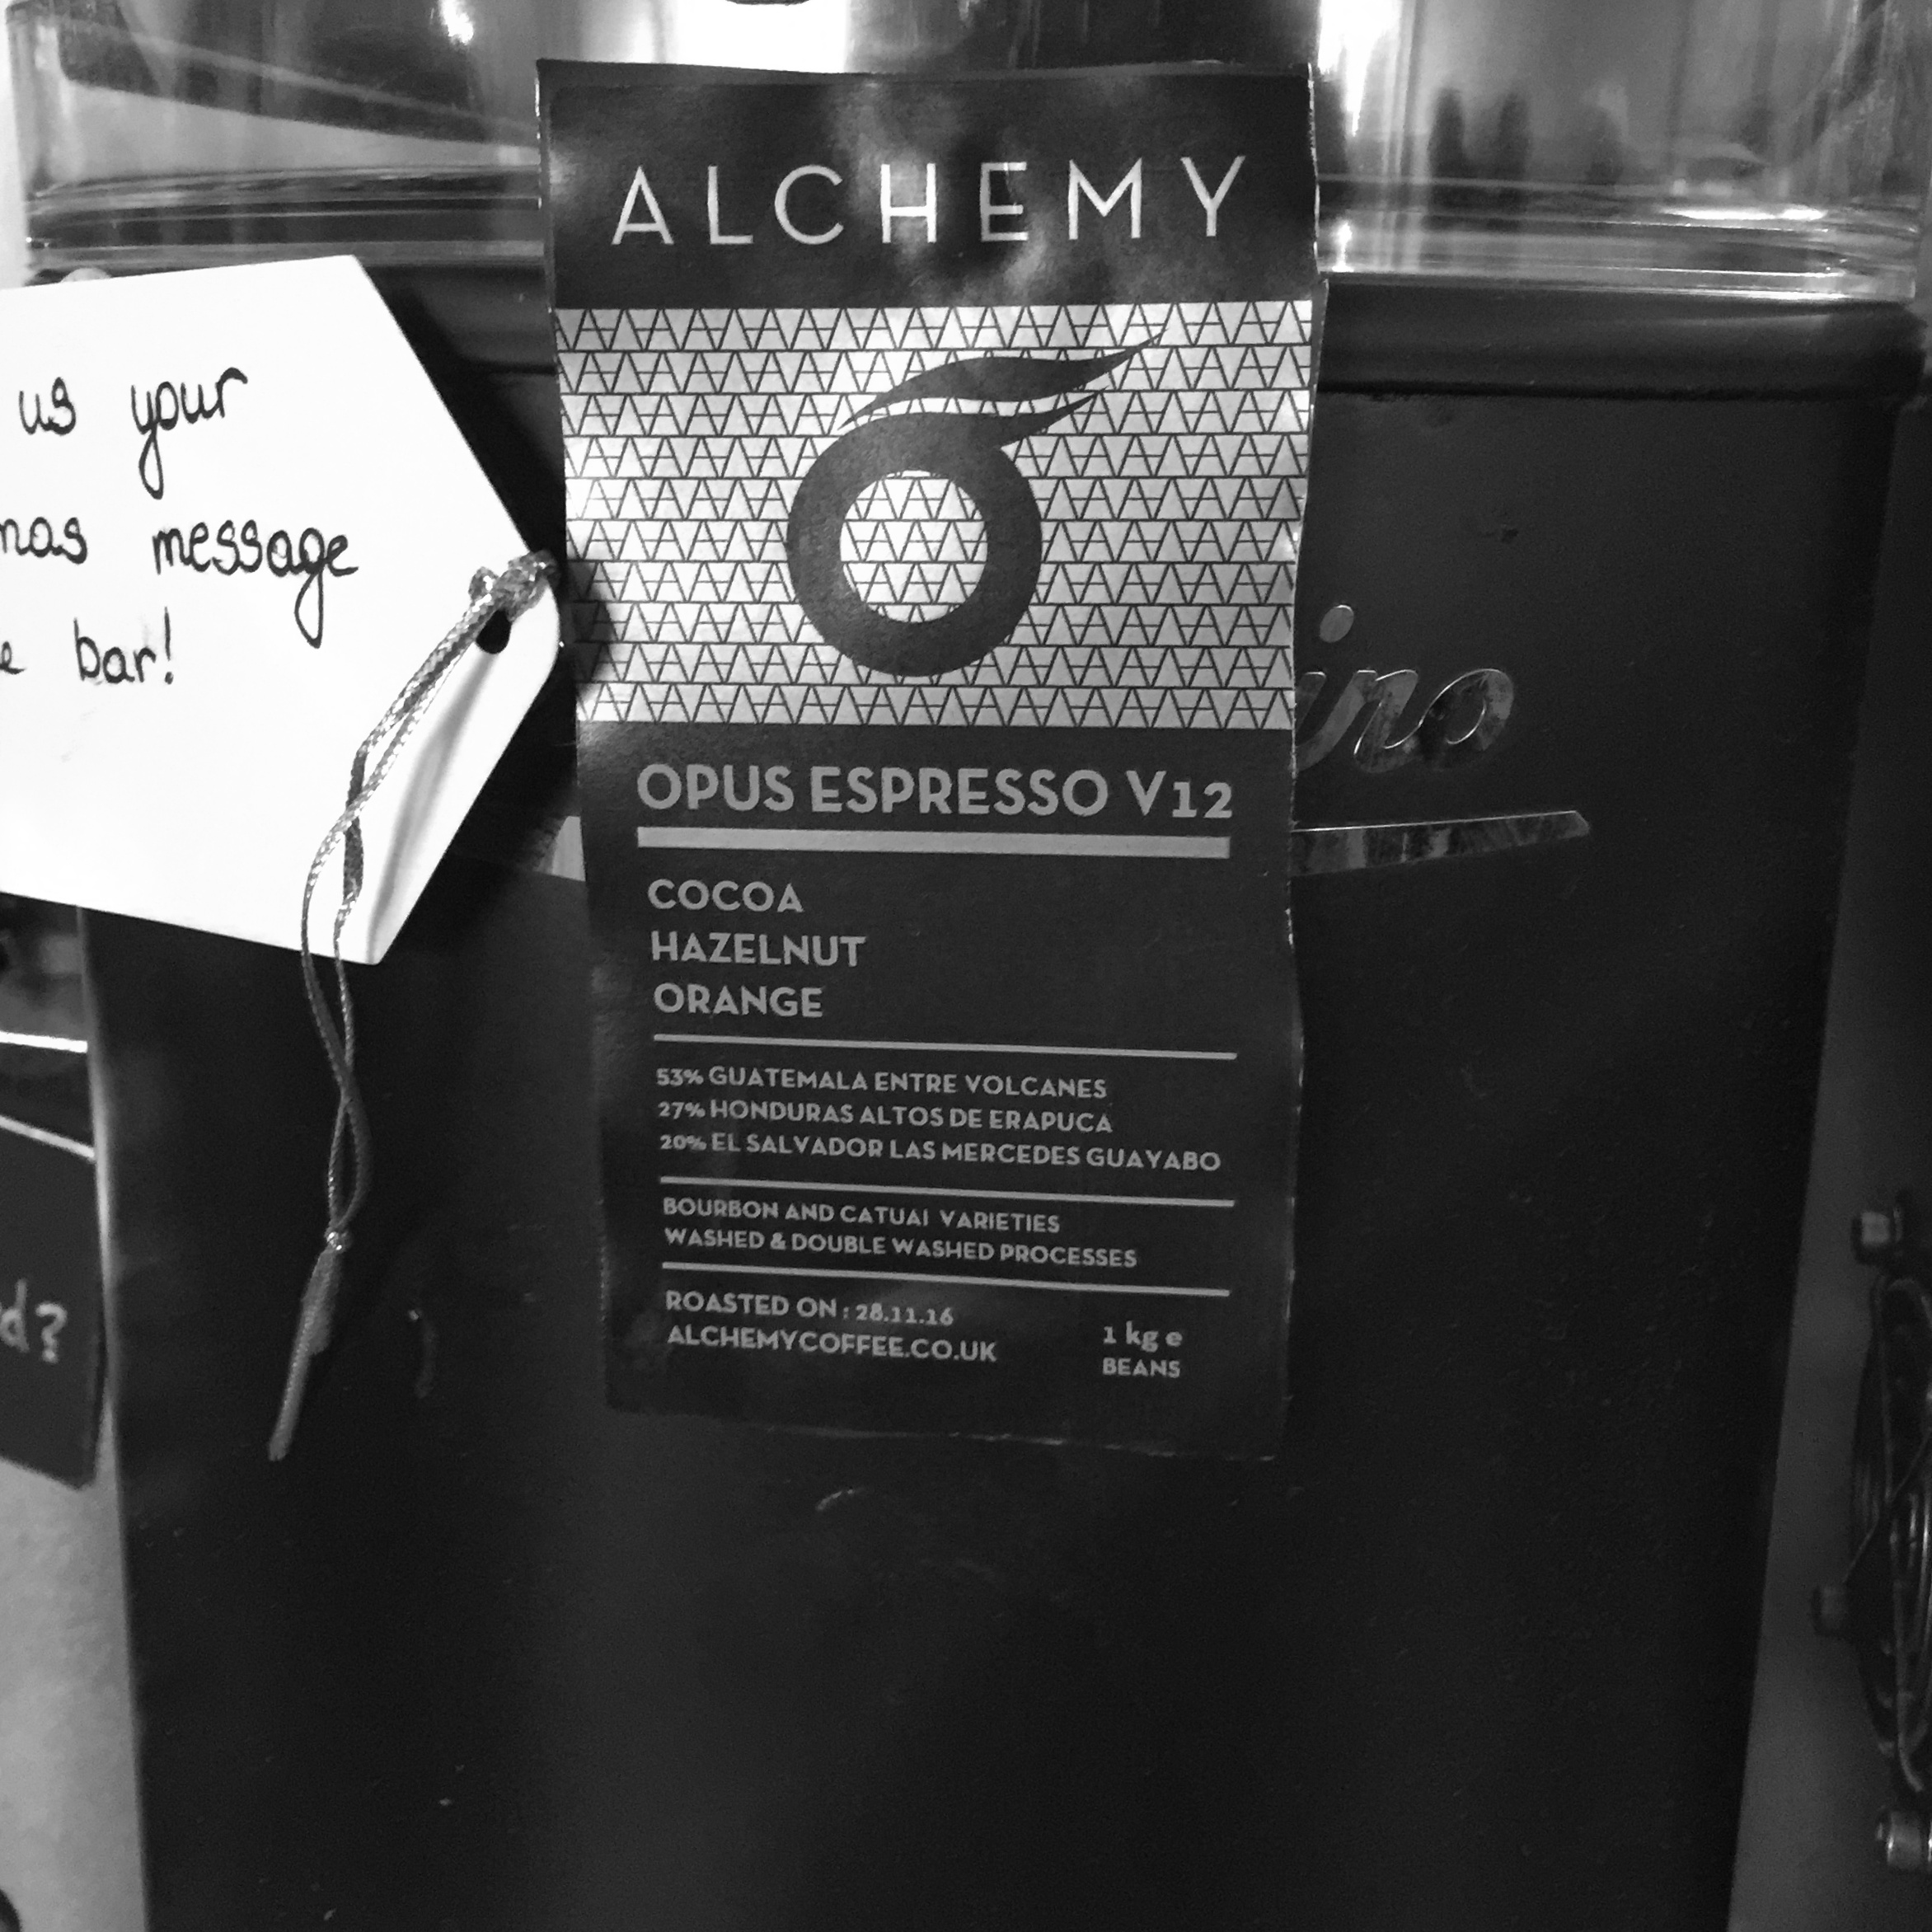 ALCHEMY
OPUS ESPRESSO V12
COCOA
HAZELNUT
ORANGE
53% GUATEMALA ENTRE VOLCANES
27% HONDURAS ALTOS DE ERAPUCA
20% EL SALVADOR LAS MERCEDES GUAYABO
BOURBON AND CATUAI VARIETIES
WASHED & DOUBLE WASHED PROCESSES
ROASTED ON : 28.11.16
ALCHEMYCOFFEE.CO.UK
1 kg e
BEANS
us your
message
bar!